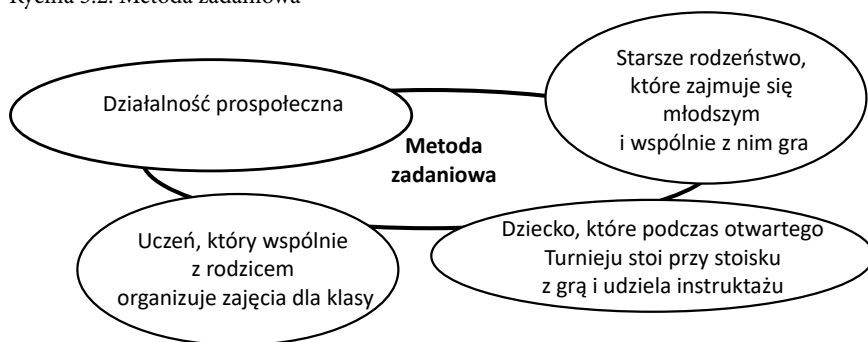 Rycina 3.2. Metoda zadaniowa
Działalność prospołeczna
Starsze rodzeństwo,
które zajmuje się
młodszym
i wspólnie z nim gra
Metoda
zadaniowa
Uczeń, który wspólnie
z rodzicem
organizuje zajęcia dla klasy
Dziecko, które podczas otwartego
Turnieju stoi przy stoisku
z grą i udziela instruktażu